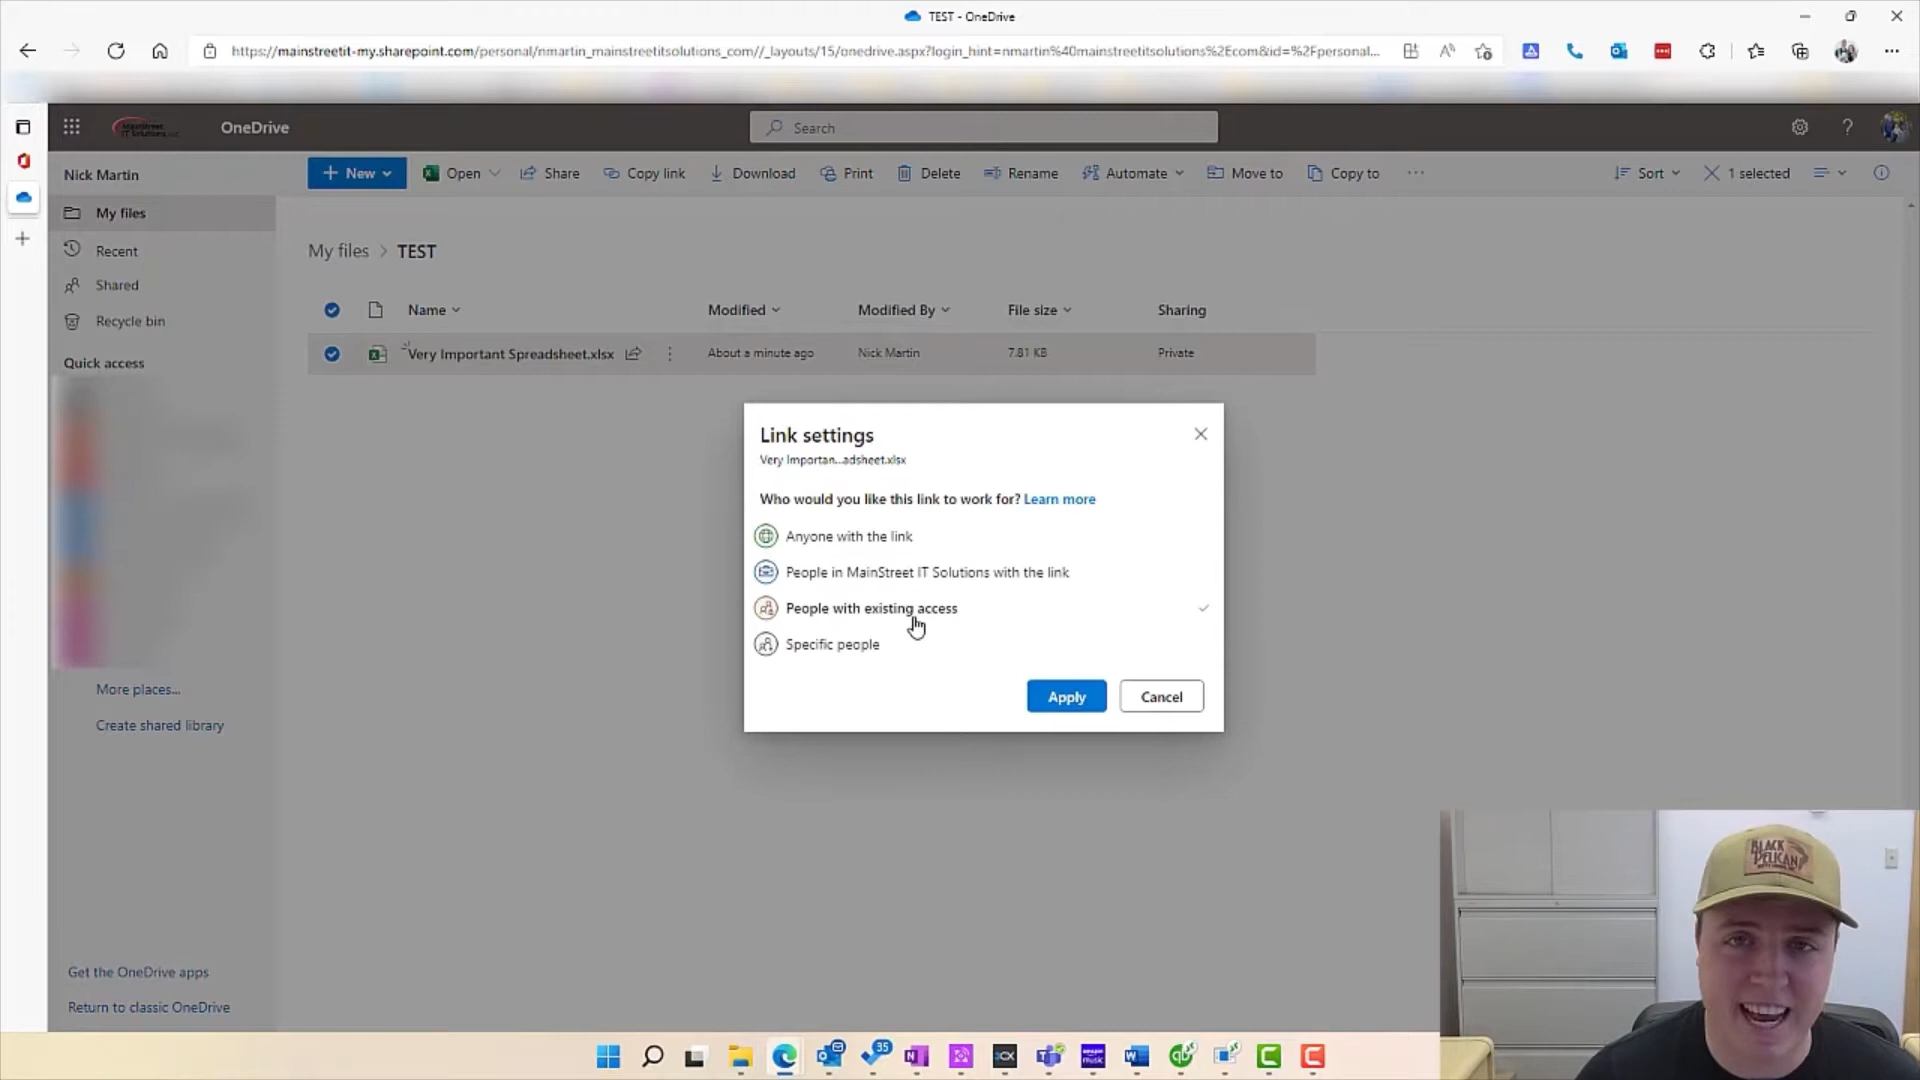 TEST - OneDrive
https://mainstreetit-my.sharepoint.com/personal/nmartin_mainstreetitsolutions_com//_layouts/15/onedrive.aspx?login_hint=nmartin%40mainstreetitsolutions%2Ecom&id=%2Fpersonal...
MainStreet
IT Solutions
OneDrive
Search
Nick Martin
New
Open
Share
Copy link
Download
Print
Delete
Rename
Automate
Move to
Copy to
Sort
1 selected
My files
Recent
Shared
Recycle bin
Quick access
More places...
Create shared library
Get the OneDrive apps
Return to classic OneDrive
My files > TEST
Name
Modified
Modified By
File size
Sharing
Very Important Spreadsheet.xlsx
About a minute ago
Nick Martin
7.81 KB
Private
Link settings
Very Importan...adsheet.xlsx
Who would you like this link to work for? Learn more
Anyone with the link
People in MainStreet IT Solutions with the link
People with existing access
Specific people
Apply
Cancel
BLACK
PELICAN
35